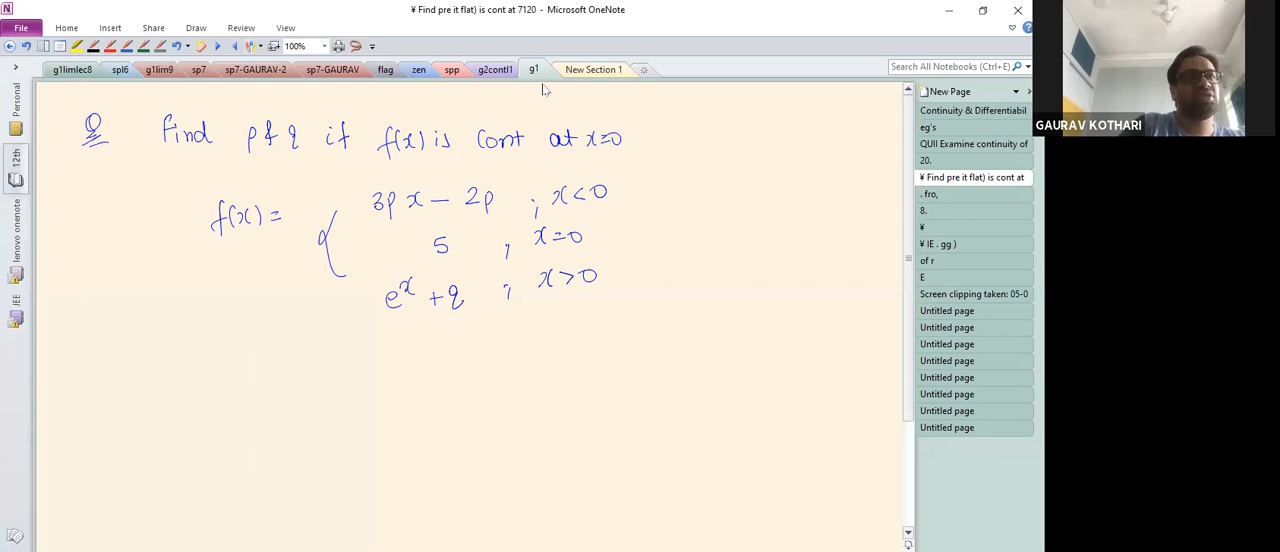 ¥ Find pre it flat) is cont at 7120 - Microsoft OneNote
File Home Insert Share Draw Review View
100%
g1limlec8 spl6 g1lim9 sp7 sp7-GAURAV-2 sp7-GAURAV flag zen spp g2contl1 g1 New Section 1
Search All Notebooks (Ctrl+E)
Personal
12th
lenovo onenote
JEE
Q Find p & q if f(x) is cont at x=0
f(x) = { 3px - 2p ; x<0
5 ; x=0
e^x + q ; x>0
New Page
Continuity & Differentiabil
eg's
QUII Examine continuity of
20.
¥ Find pre it flat) is cont at
. fro,
8.
¥
¥ IE . gg )
of r
E
Screen clipping taken: 05-0
Untitled page
Untitled page
Untitled page
Untitled page
Untitled page
Untitled page
Untitled page
Untitled page
GAURAV KOTHARI